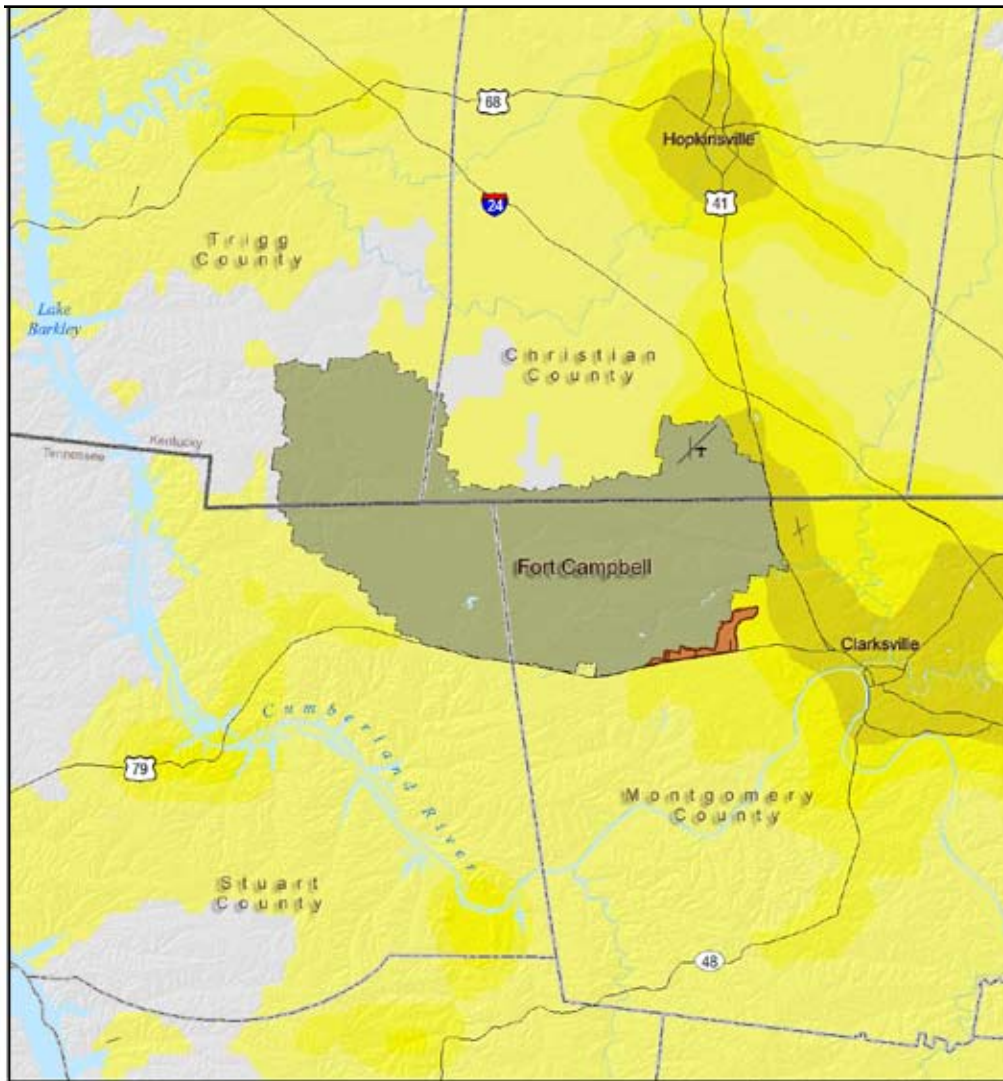 68
Hopkinsville
24
41
Trigg
County
Lake
Barkley
Christian
County
Kentucky
Tennessee
Fort Campbell
Clarksville
Cumberland River
79
Montgomery
County
Stuart
County
48